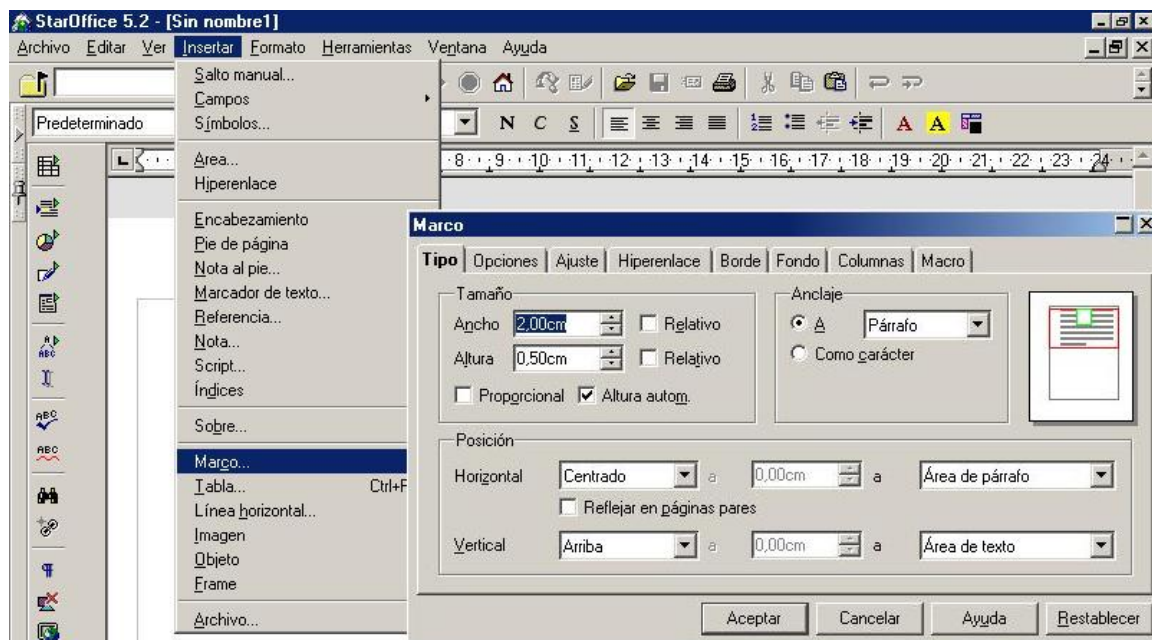 StarOffice 5.2 - [Sin nombre1]
Archivo Editar Ver Insertar Formato Herramientas Ventana Ayuda
Predeterminado
N C S
A A
8 9 10 11 12 13 14 15 16 17 18 19 20 21 22 23 24
Salto manual...
Campos
Símbolos...
Area...
Hiperenlace
Encabezamiento
Pie de página
Nota al pie...
Marcador de texto...
Referencia...
Nota...
Script...
Índices
Sobre...
Marco...
Tabla... Ctrl+F
Línea horizontal...
Imagen
Objeto
Frame
Archivo...
Marco
Tipo Opciones Ajuste Hiperenlace Borde Fondo Columnas Macro
Tamaño
Ancho 2,00cm Relativo
Altura 0,50cm Relativo
Proporcional Altura autom.
Anclaje
A Párrafo
Como carácter
Posición
Horizontal Centrado a 0,00cm a Área de párrafo
Reflejar en páginas pares
Vertical Arriba a 0,00cm a Área de texto
Aceptar Cancelar Ayuda Restablecer
ABC
ABC